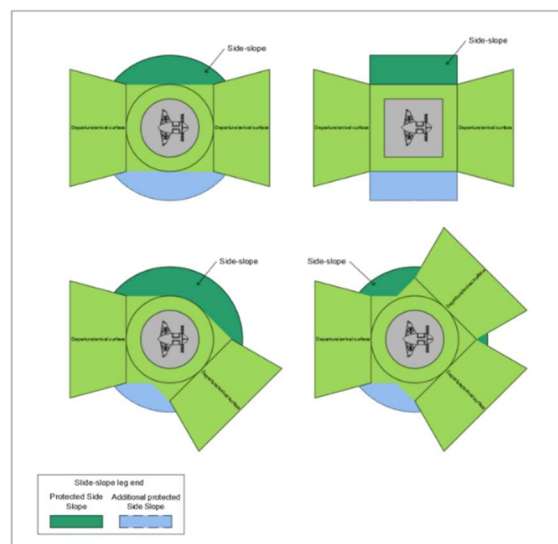 Side-slope
Side-slope
Departure/arrival surface
Departure/arrival surface
Departure/arrival surface
Departure/arrival surface
Side-slope
Side-slope
Departure/arrival surface
Departure/arrival surface
Departure/arrival surface
Departure/arrival surface
Departure/arrival surface
Slide-slope leg end
Protected Side
Slope
Additional protected
Side Slope